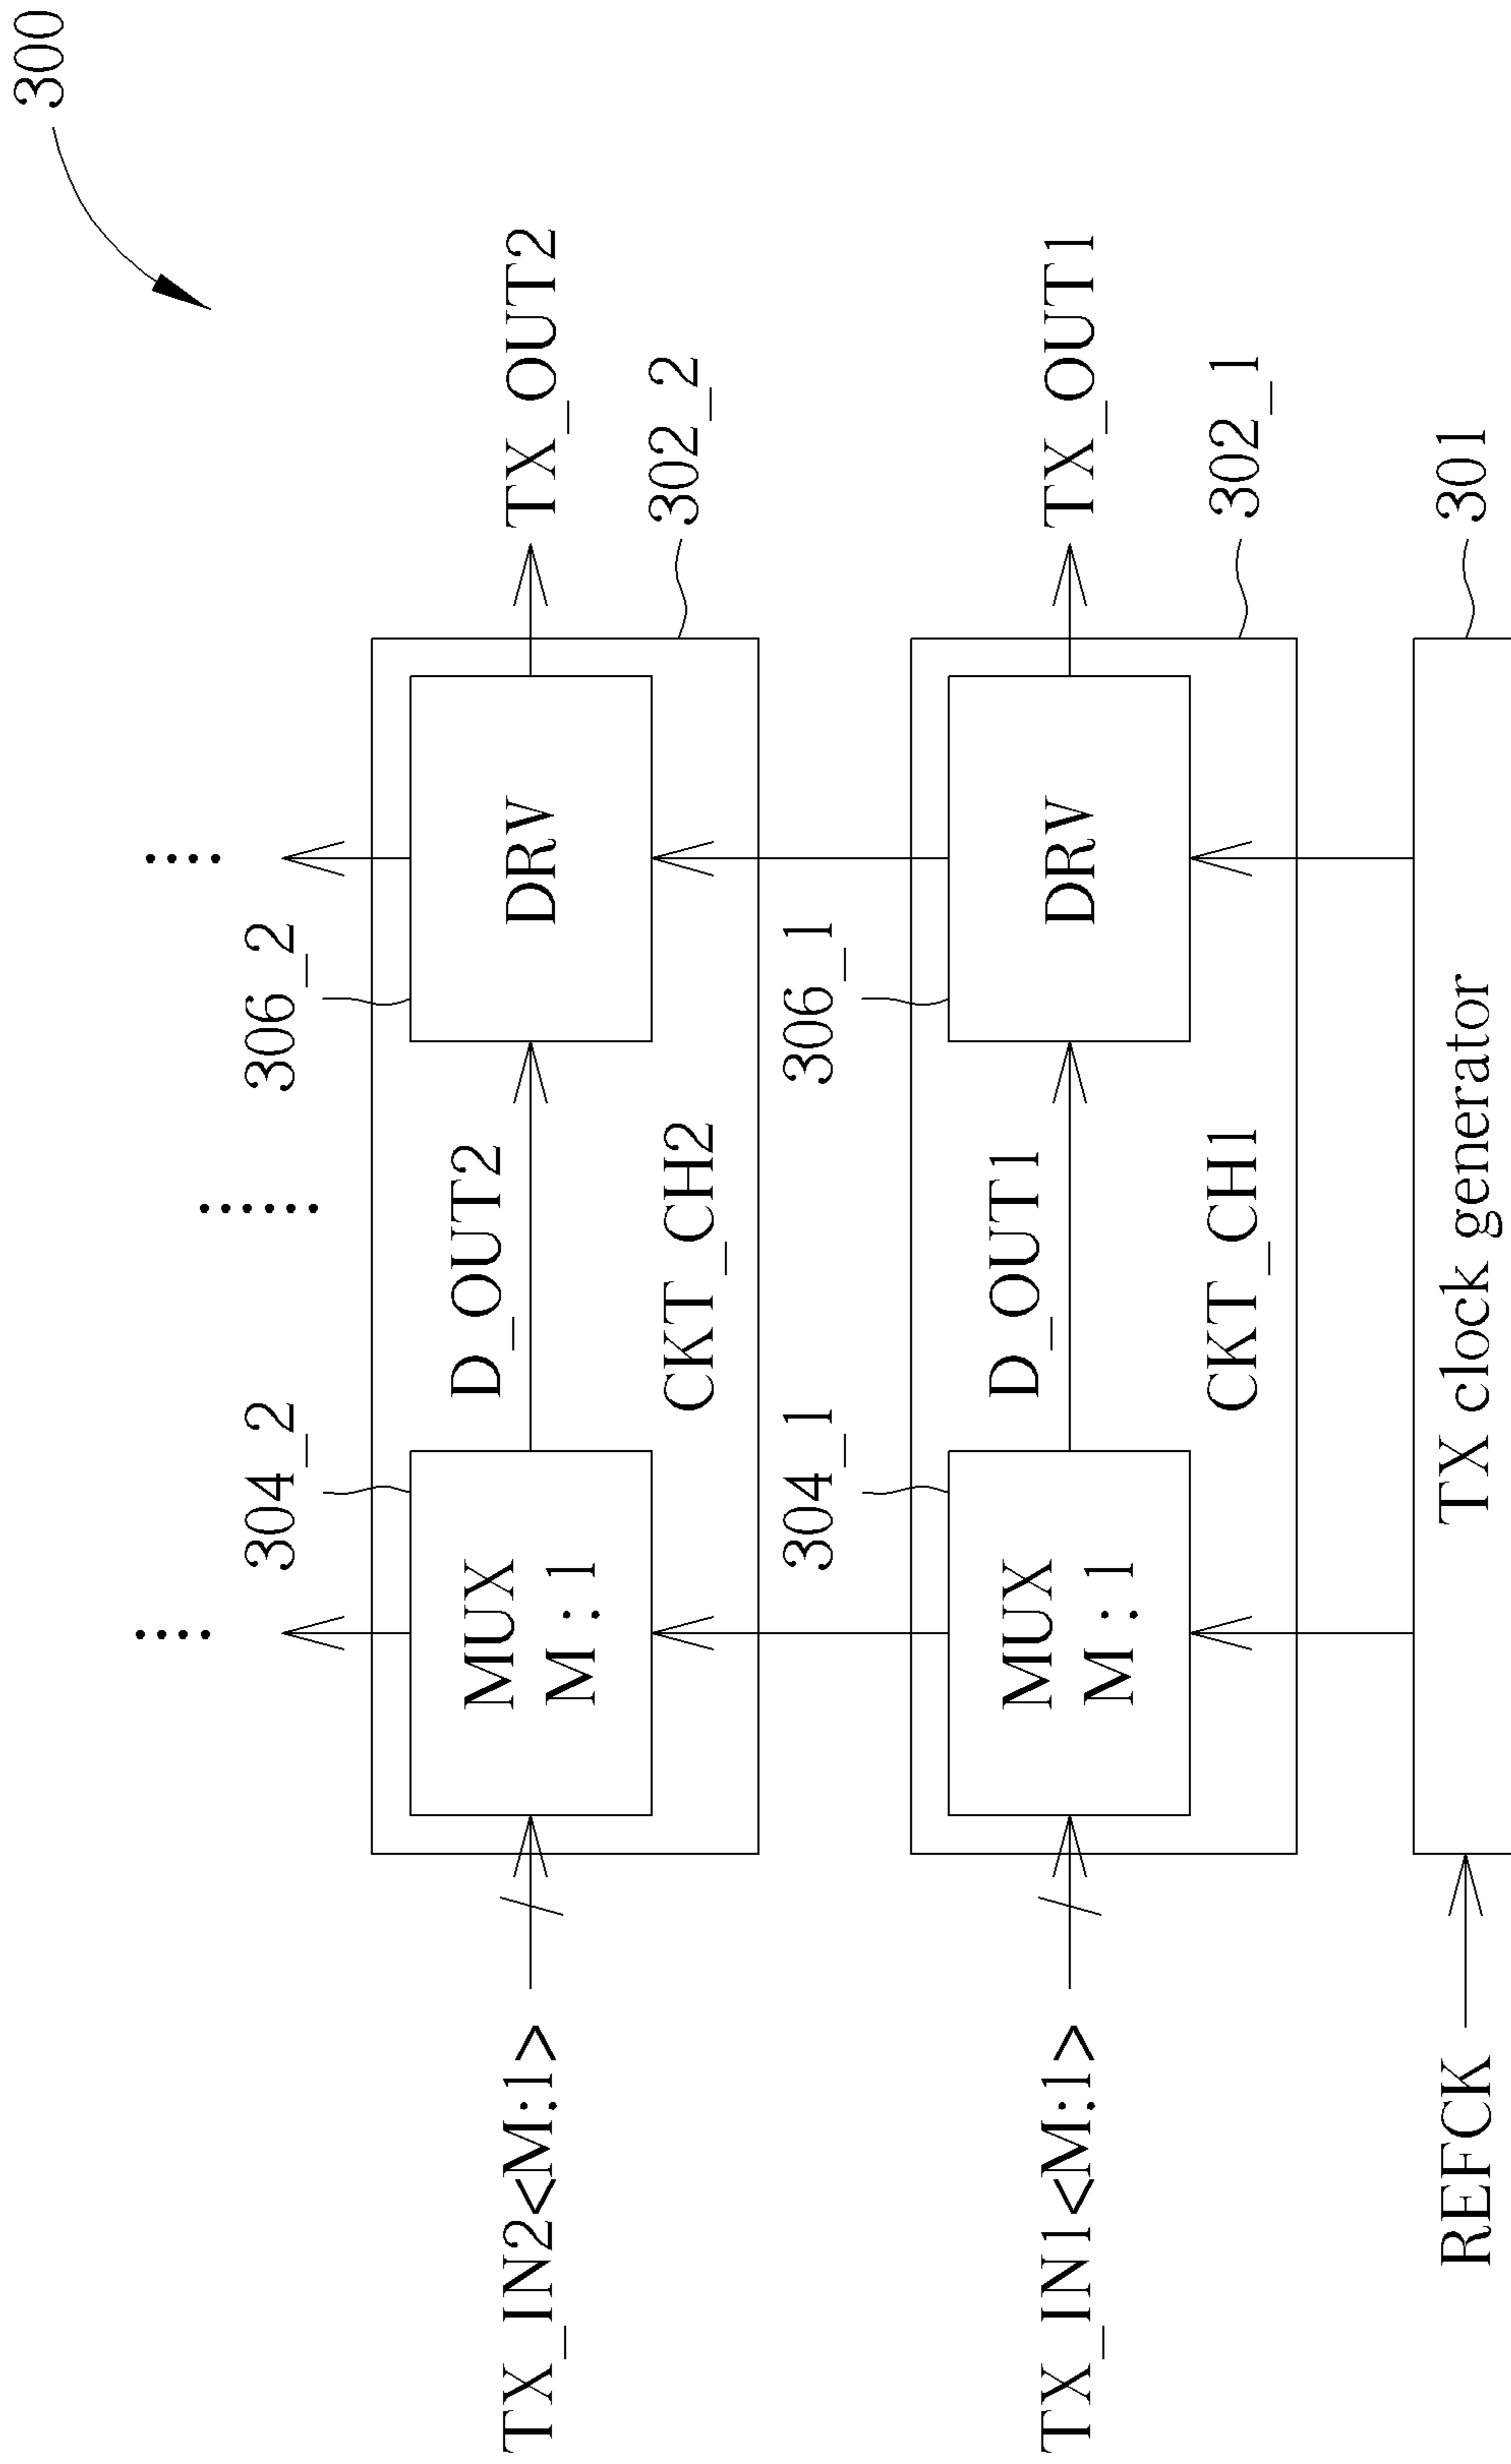 300
306_2
304_2
TX_IN2<M:1>
MUX
M:1
D_OUT2
DRV
TX_OUT2
CKT_CH2
302_2
304_1
306_1
TX_IN1<M:1>
MUX
M:1
D_OUT1
DRV
TX_OUT1
CKT_CH1
302_1
REFCK
TX clock generator
301